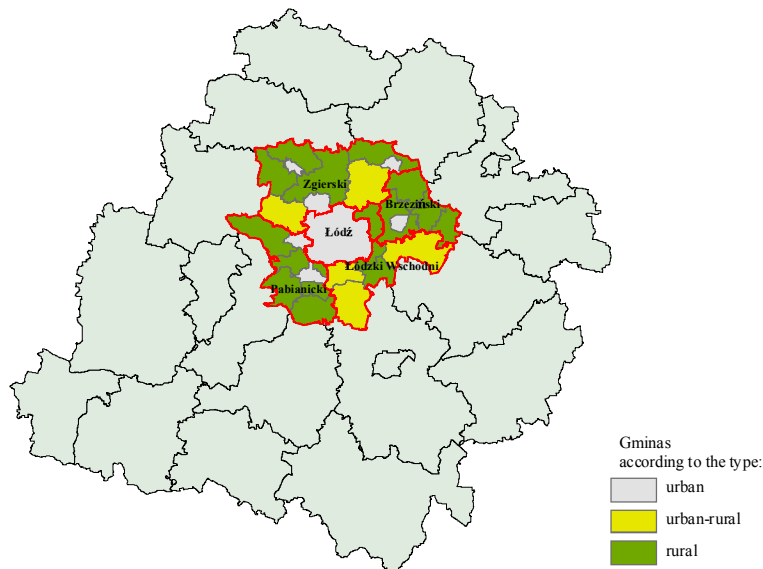 Zgierski
Brzeziński
Łódź
Łódzki Wschodni
Pabianicki
Gminas
according to the type:
urban
urban-rural
rural